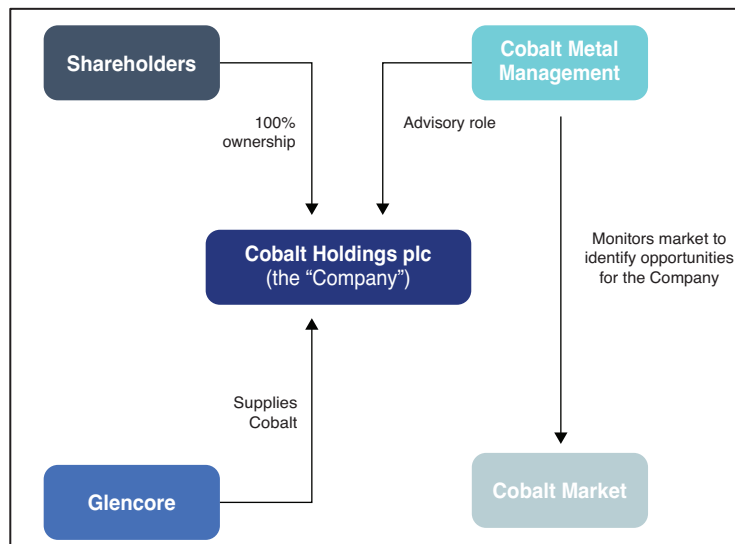 Shareholders
Cobalt Metal
Management
100%
ownership
Advisory role
Cobalt Holdings plc
(the “Company”)
Monitors market to
identify opportunities
for the Company
Supplies
Cobalt
Glencore
Cobalt Market